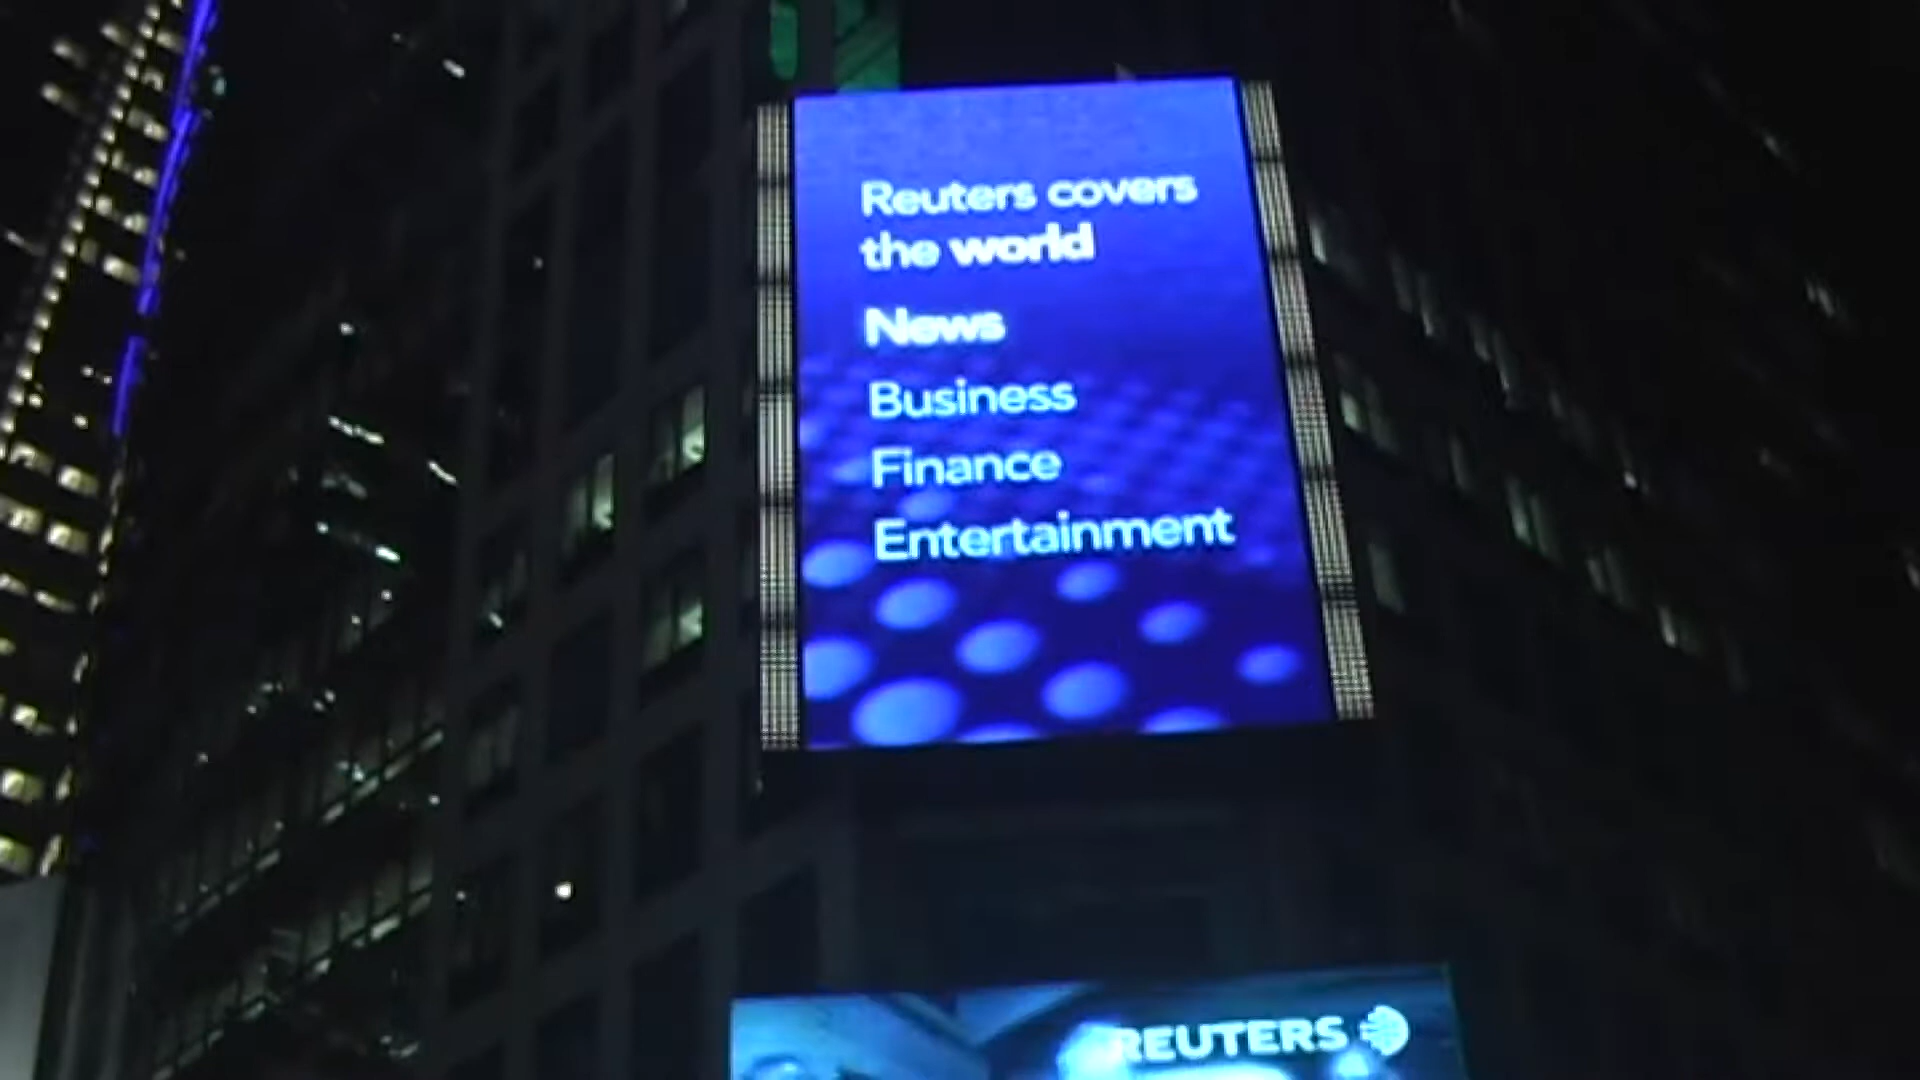 Reuters covers
the world
News
Business
Finance
Entertainment
REUTERS